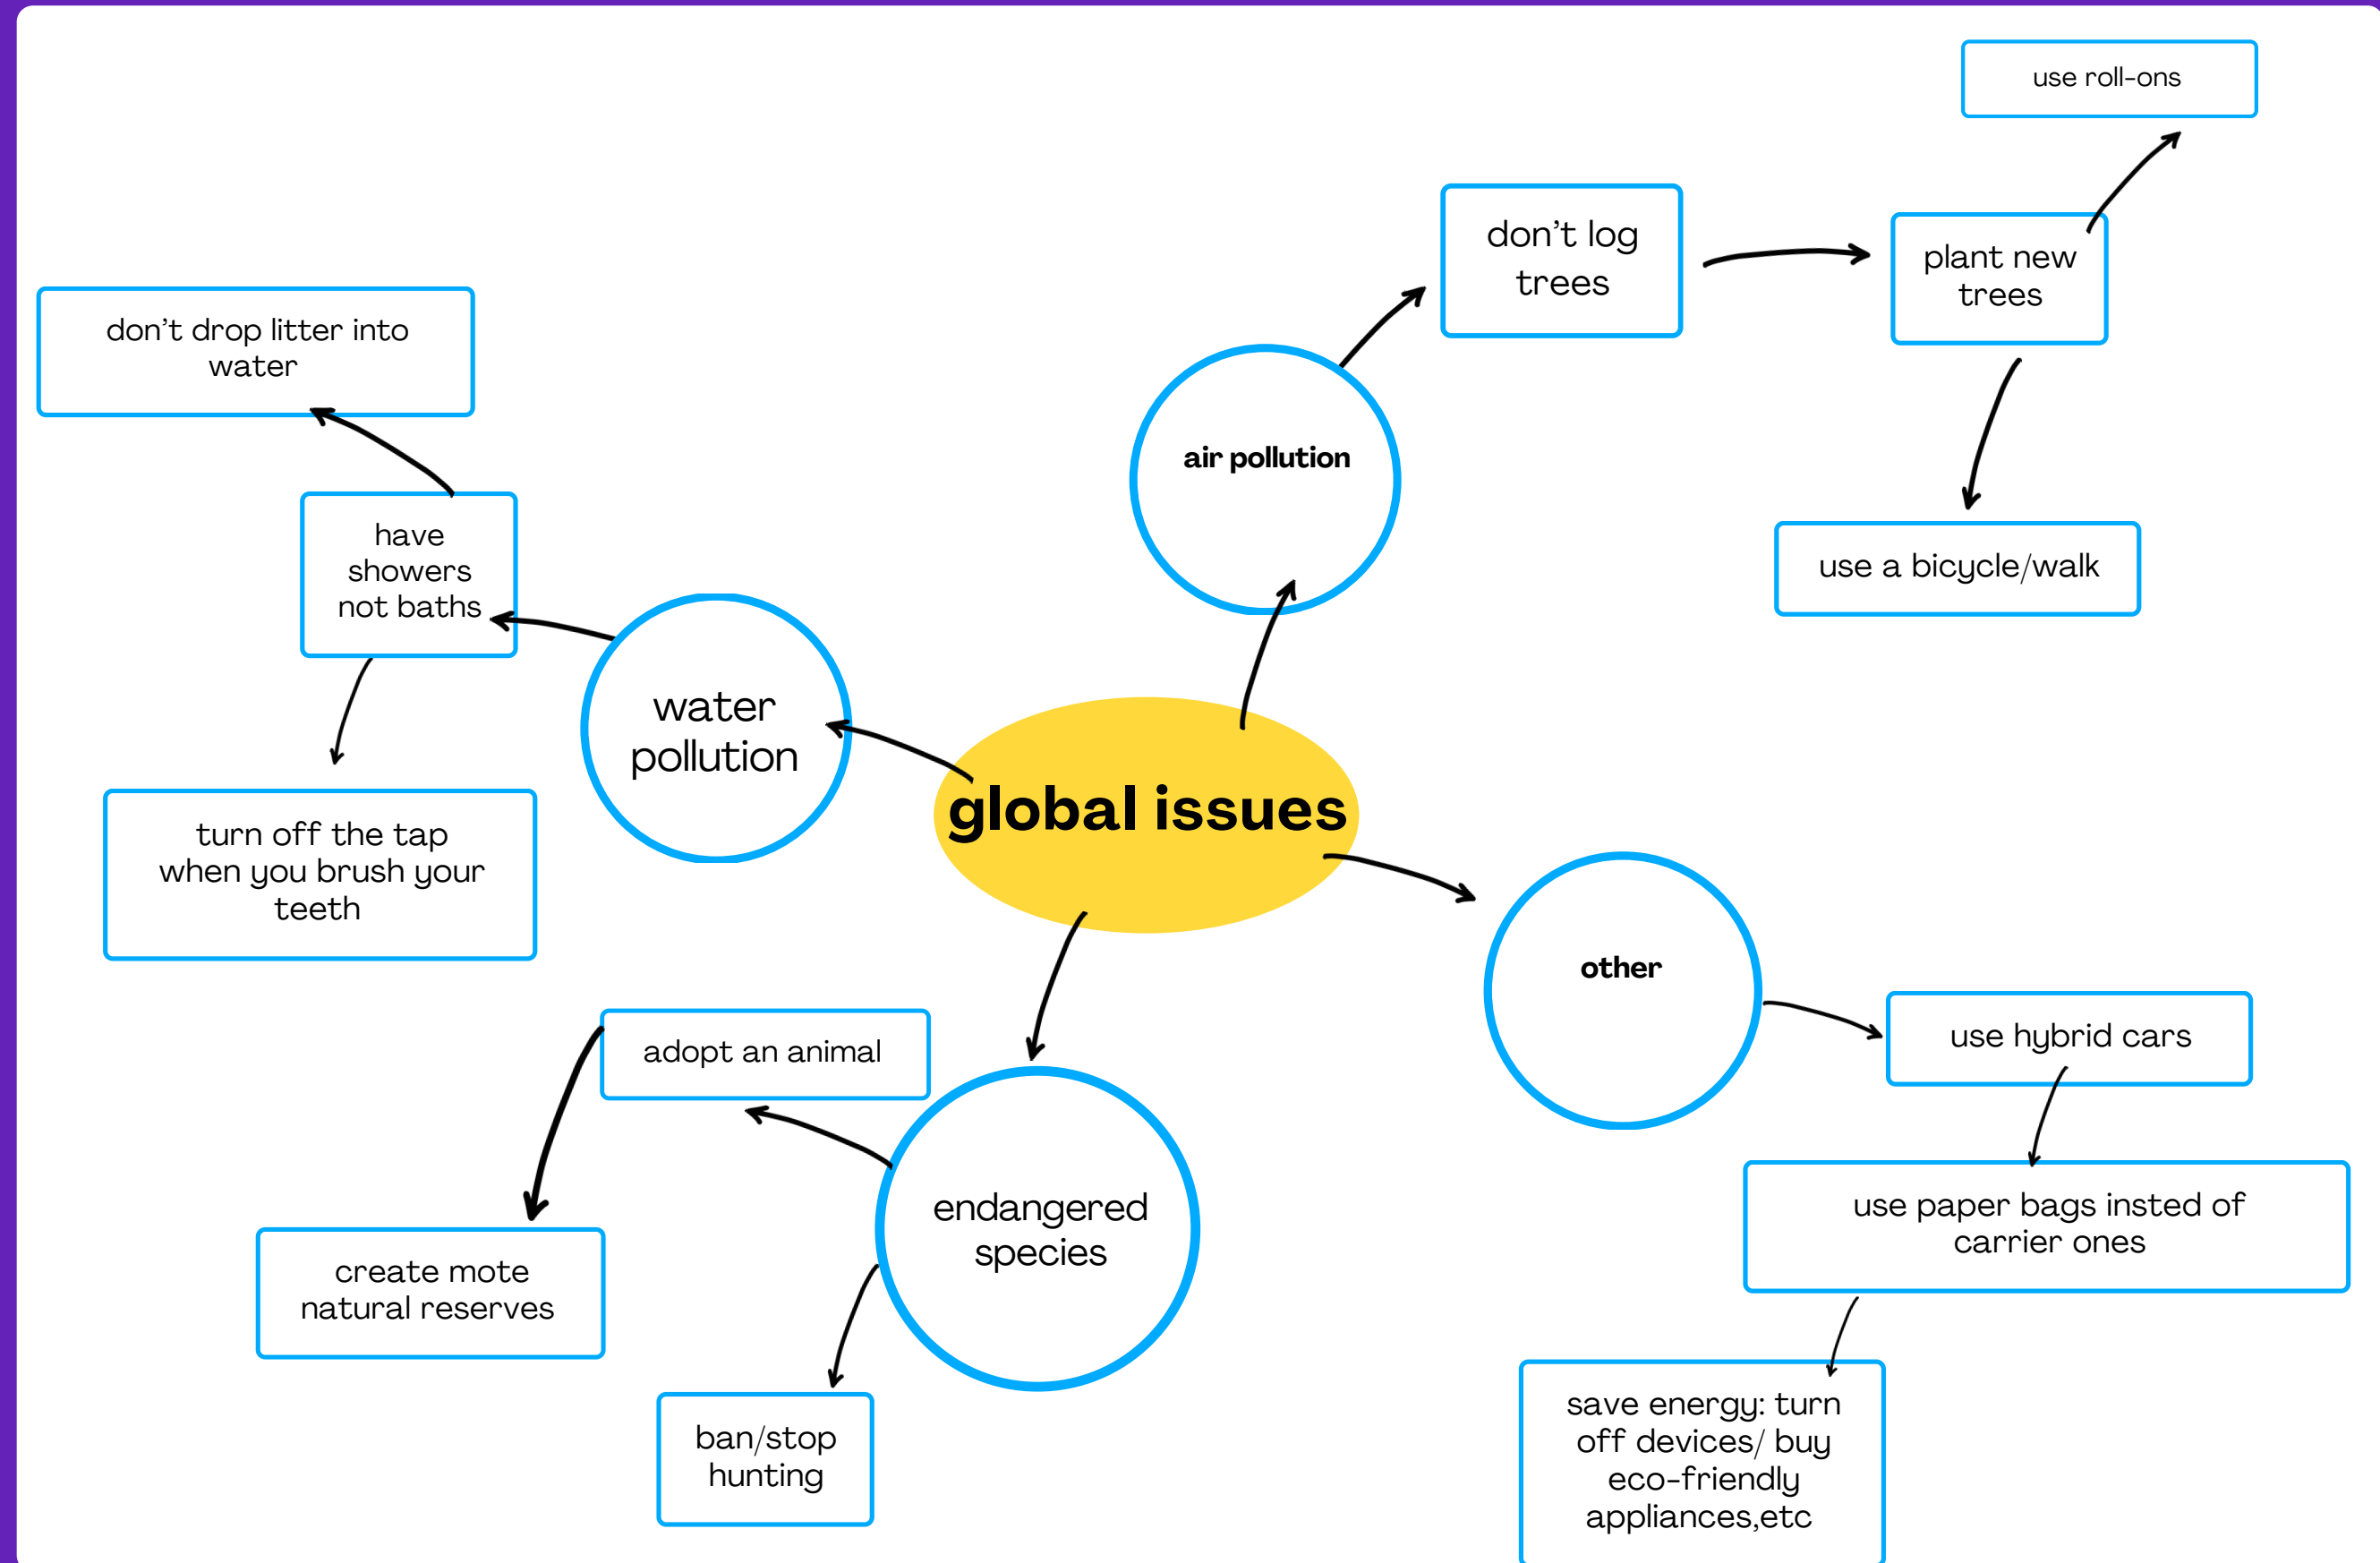 use roll-ons
don't log
trees
plant new
trees
don't drop litter into
water
air pollution
have
showers
not baths
use a bicycle/walk
water
pollution
global issues
turn off the tap
when you brush your
teeth
other
adopt an animal
use hybrid cars
endangered
species
use paper bags insted of
carrier ones
create mote
natural reserves
ban/stop
hunting
save energy: turn
off devices/ buy
eco-friendly
appliances,etc